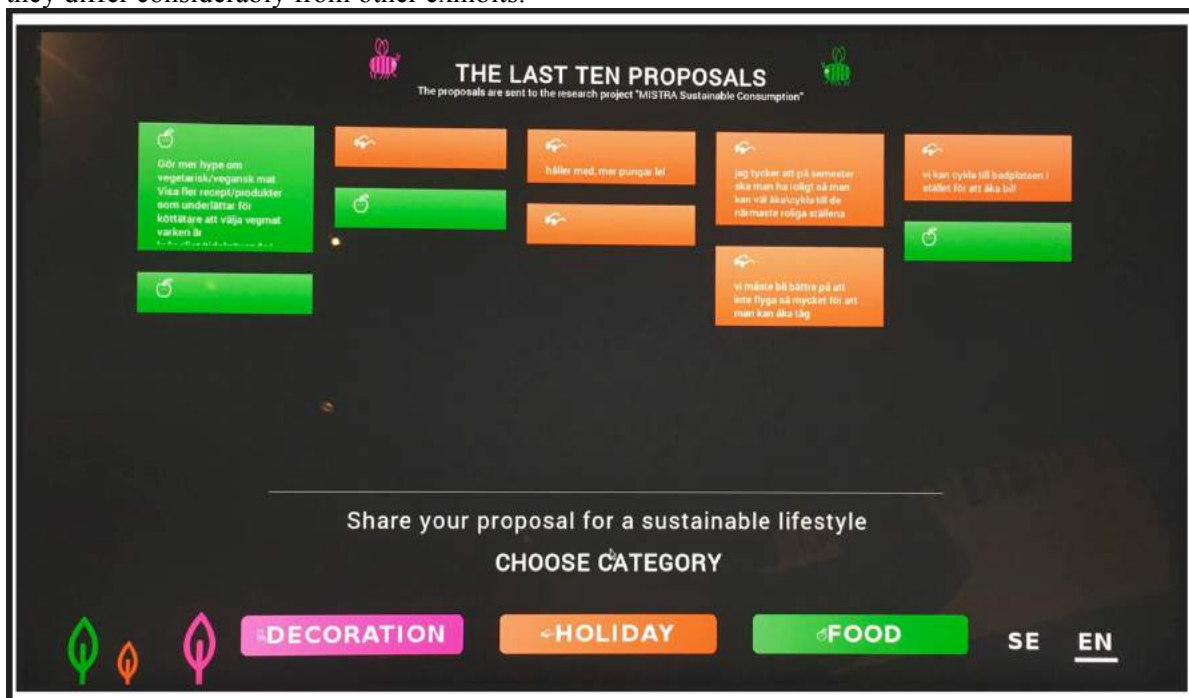 they differ considerably from other exhibits.
THE LAST TEN PROPOSALS
The proposals are sent to the research project "MISTRA Sustainable Consumption"
Gör mer hype om
vegetarisk/vegansk mat
Visa fler recept/produkter
som underlättar för
köttätare att välja vegmat
varken är
håller med, mer pungar lel
jag tycker att på semester
ska man ha roligt så man
kan väl åka\cykla till de
närmaste roliga ställena
vi måste bli bättre på att
inte flyga så mycket för att
man kan åka tåg
vi kan cykla till badplatsen i
stället för att åka bil!
Share your proposal for a sustainable lifestyle
CHOOSE CATEGORY
DECORATION
HOLIDAY
FOOD
SE
EN